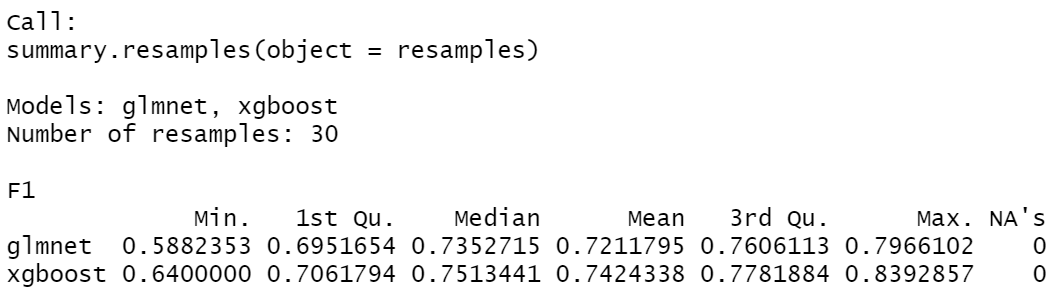 Call:
summary.resamples(object = resamples)
Models: glmnet, xgboost
Number of resamples: 30
F1
Min. 1st Qu. Median Mean 3rd Qu. Max. NA's
glmnet 0.5882353 0.6951654 0.7352715 0.7211795 0.7606113 0.7966102 0
xgboost 0.6400000 0.7061794 0.7513441 0.7424338 0.7781884 0.8392857 0